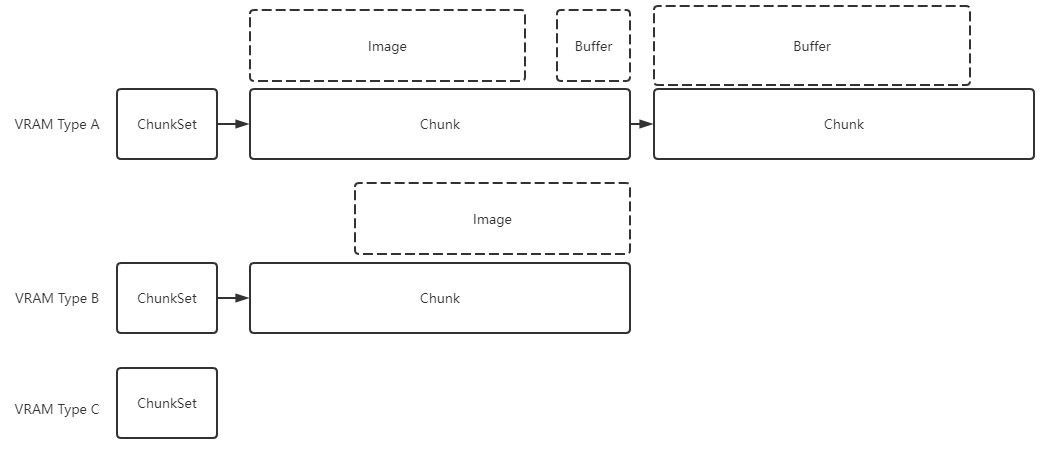 Image
Buffer
Buffer
VRAM Type A
ChunkSet
Chunk
Chunk
Image
VRAM Type B
ChunkSet
Chunk
VRAM Type C
ChunkSet